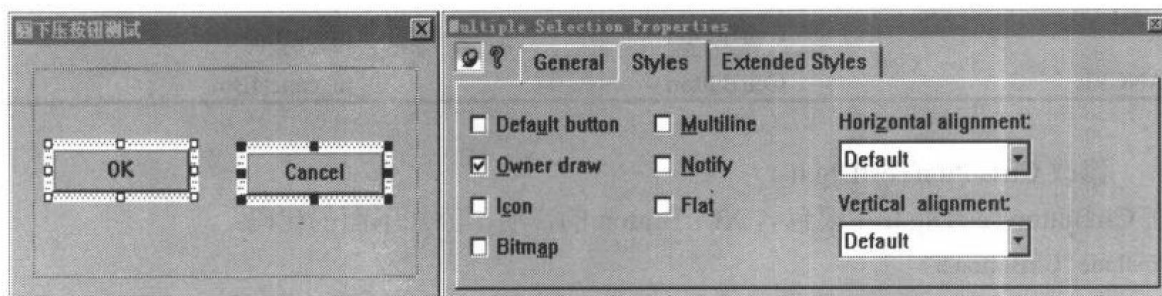 圆下压按钮测试
OK
Cancel
Multiple Selection Properties
General
Styles
Extended Styles
Default button
Multiline
Horizontal alignment:
Owner draw
Notify
Default
Icon
Flat
Vertical alignment:
Bitmap
Default